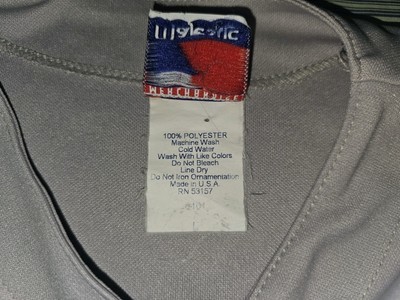 Majestic
MERCHANDISE
100% POLYESTER
Machine Wash
Cold Water
Wash With Like Colors
Do Not Bleach
Line Dry
Do Not Iron Ornamentation
Made in U.S.A.
RN 53157